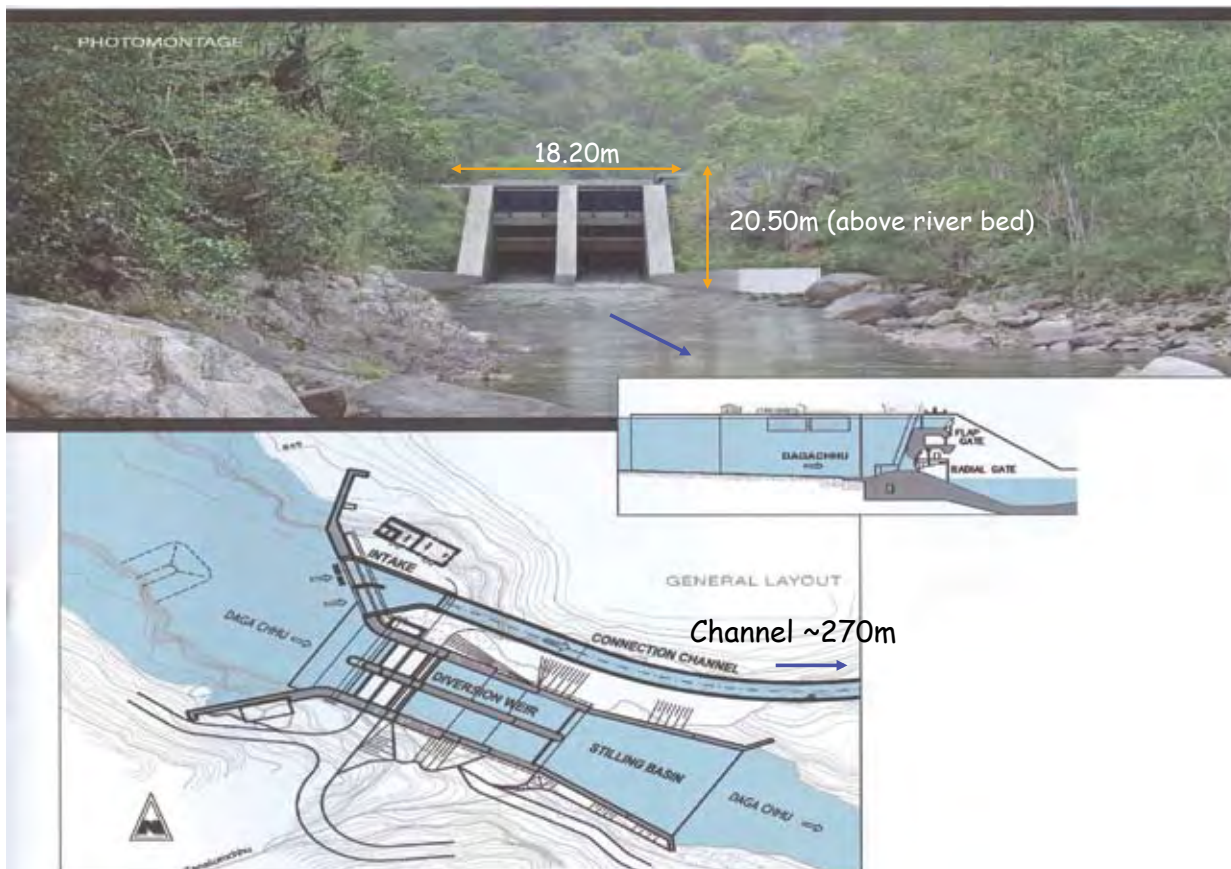 PHOTOMONTAGE
18.20m
20.50m (above river bed)
DAGACHHU
FLAP
GATE
RADIAL GATE
INTAKE
GENERAL LAYOUT
DAGA CHHU
Channel ~270m
CONNECTION CHANNEL
DIVERSION WEIR
STILLING BASIN
DAGA CHHU
N